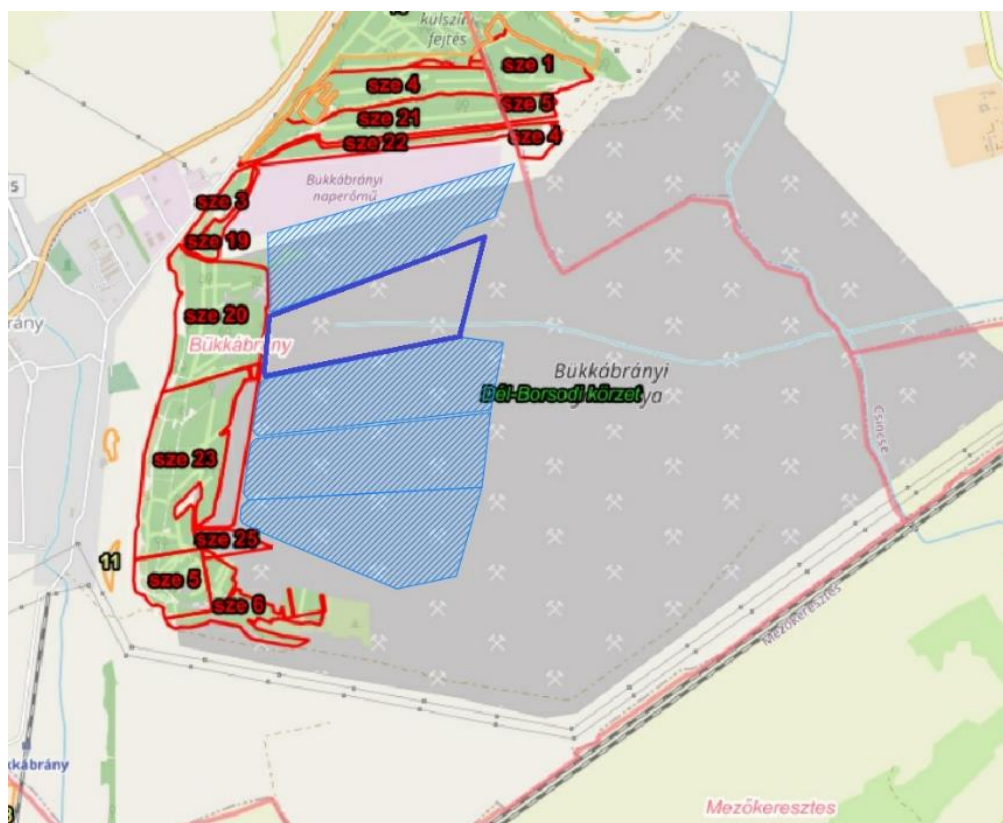 külszíni
fejtés
sze 1
sze 4
sze 5
sze 21
sze 22
sze 4
Bükkábrányi
naperőmű
sze 3
sze 19
sze 20
Bükkábrány
Bükkábrányi
Dél-Borsodi körzet
sze 23
Csincse
sze 25
11
sze 5
sze 6
Mezőkeresztes
Mezőkeresztes